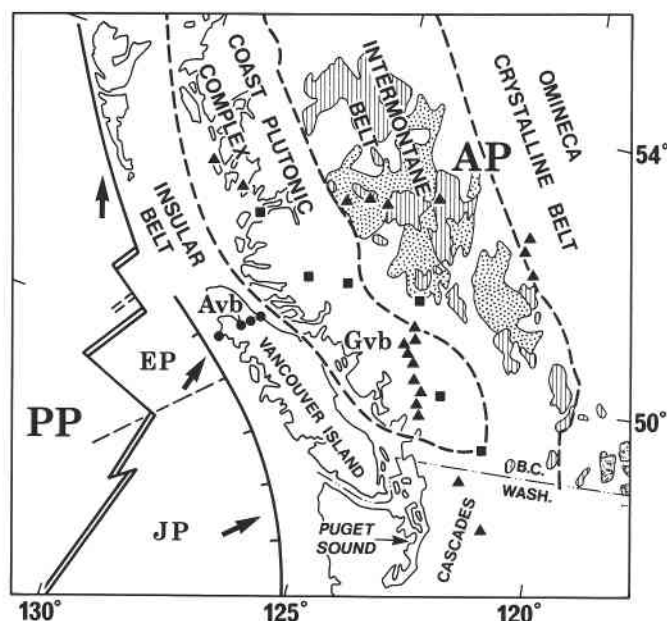 COAST PLUTONIC
COMPLEX
INTERMONTANE
BELT
OMINECA
CRYSTALLINE BELT
AP
54°
INSULAR
BELT
Avb
Gvb
EP
VANCOUVER ISLAND
PP
50°
B.C.
WASH.
JP
PUGET
SOUND
CASCADES
130°
125°
120°